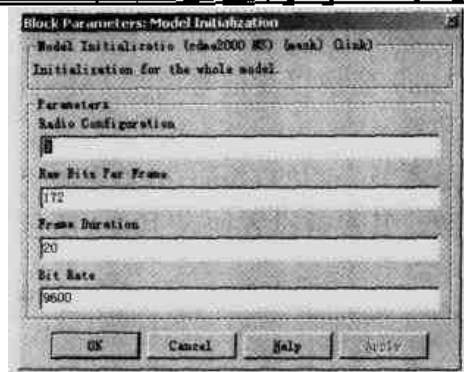 Block Parameters: Model Initialization
Model Initializatio (cdma2000 MS) (mask) (link)
Initialization for the whole model.
Parameters
Radio Configuration
Raw Bits Per Frame
172
Frame Duration
20
Bit Rate
9600
OK
Cancel
Help
Apply